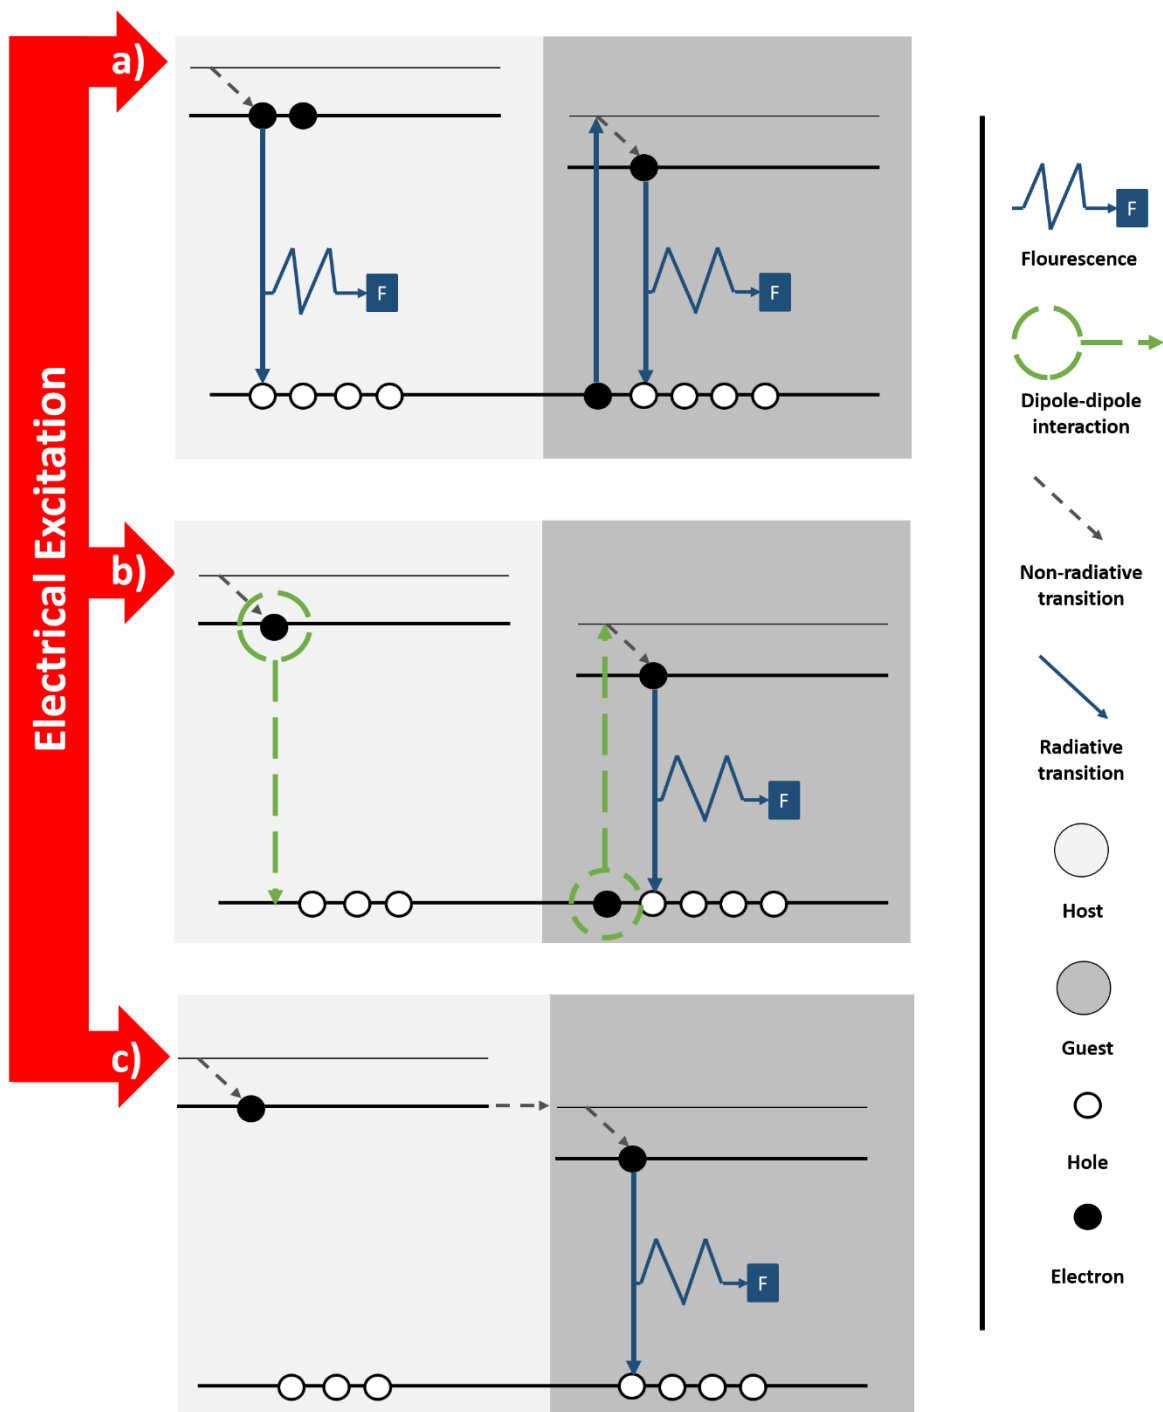 Electrical Excitation
a)
F
F
b)
F
c)
F
F
Flourescence
Dipole-dipole
interaction
Non-radiative
transition
Radiative
transition
Host
Guest
Hole
Electron